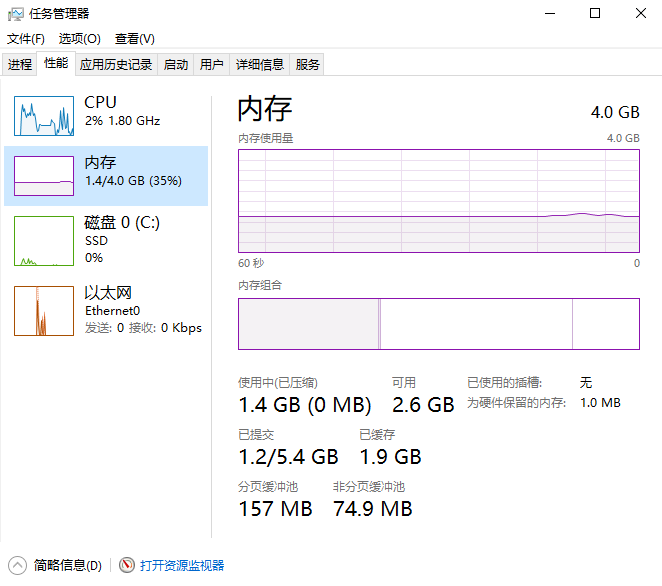 任务管理器
文件(F) 选项(O) 查看(V)
进程 性能 应用历史记录 启动 用户 详细信息 服务
CPU
2% 1.80 GHz
内存
1.4/4.0 GB (35%)
磁盘 0 (C:)
SSD
0%
以太网
Ethernet0
发送: 0 接收: 0 Kbps
内存 4.0 GB
内存使用量 4.0 GB
60 秒 0
内存组合
使用中(已压缩) 可用 已使用的插槽: 无
1.4 GB (0 MB) 2.6 GB 为硬件保留的内存: 1.0 MB
已提交 已缓存
1.2/5.4 GB 1.9 GB
分页缓冲池 非分页缓冲池
157 MB 74.9 MB
简略信息(D) 打开资源监视器